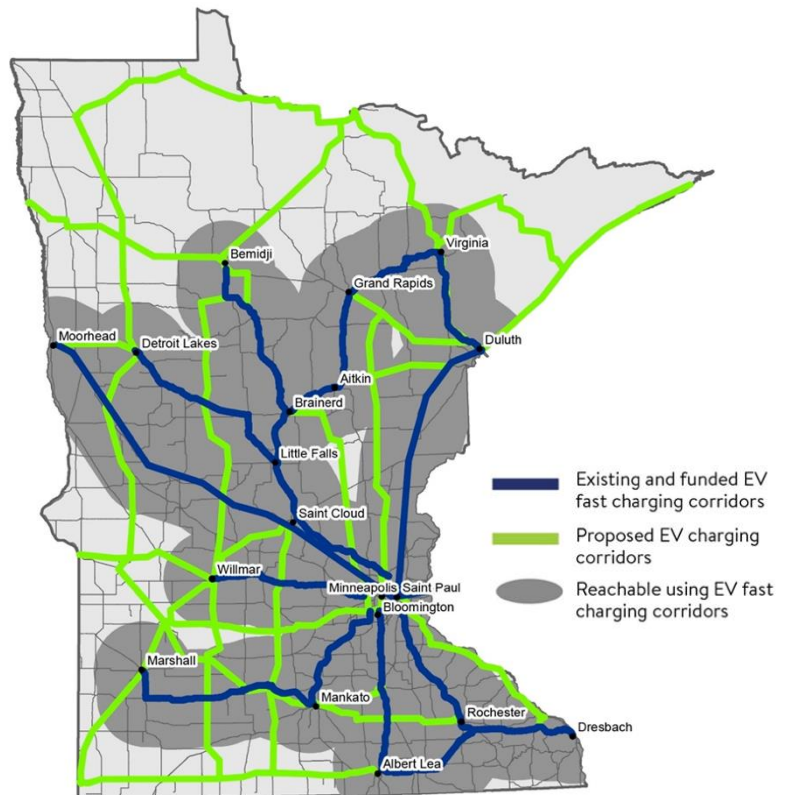 Virginia
Bemidji
Grand Rapids
Moorhead
Detroit Lakes
Duluth
Aitkin
Brainerd
Little Falls
Existing and funded EV
fast charging corridors
Saint Cloud
Proposed EV charging
corridors
Willmar
Minneapolis Saint Paul
Reachable using EV fast
charging corridors
Bloomington
Marshall
Mankato
Rochester
Dresbach
Albert Lea